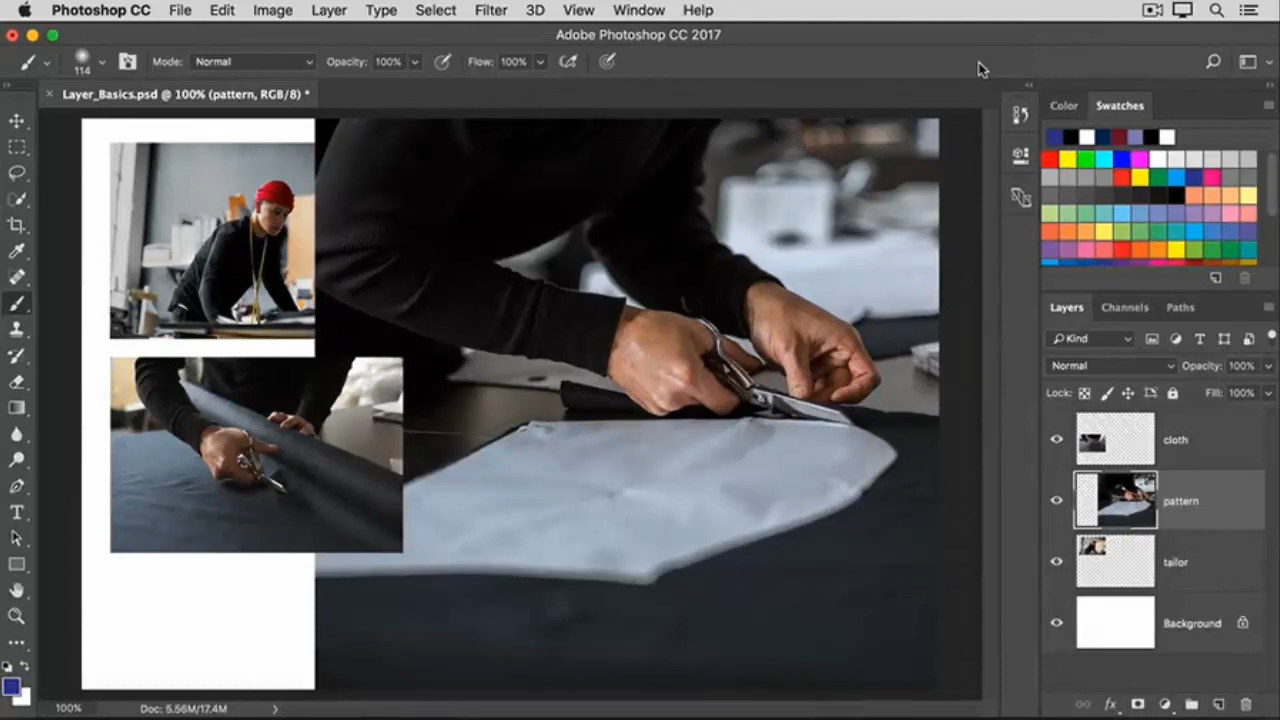 Photoshop CC File Edit Image Layer Type Select Filter 3D View Window Help
Adobe Photoshop CC 2017
114 Mode: Normal Opacity: 100% Flow: 100%
Layer_Basics.psd @ 100% (pattern, RGB/8) *
Color Swatches
Layers Channels Paths
Kind
Normal Opacity: 100%
Lock: Fill: 100%
cloth
pattern
tailor
Background
fx
100% Doc: 5.56M/17.4M